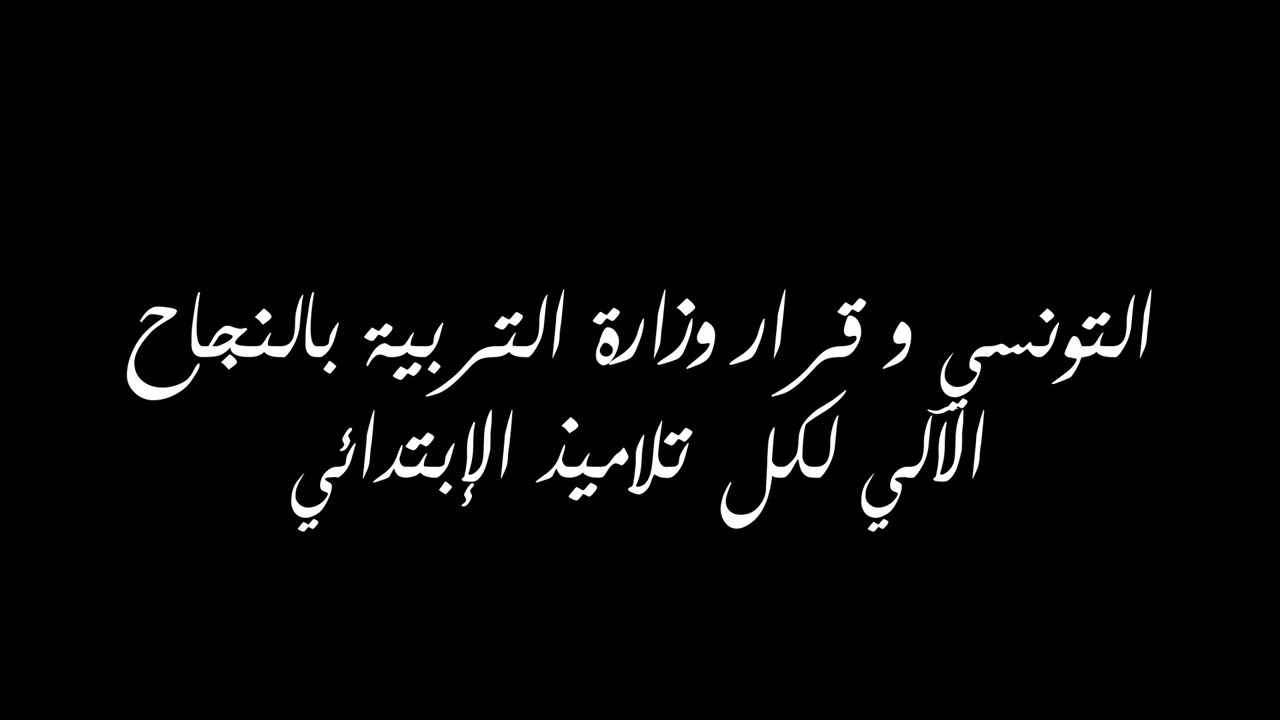 التونسي و قرار وزارة التربية بالنجاح
الآلي لكل تلاميذ الإبتدائي